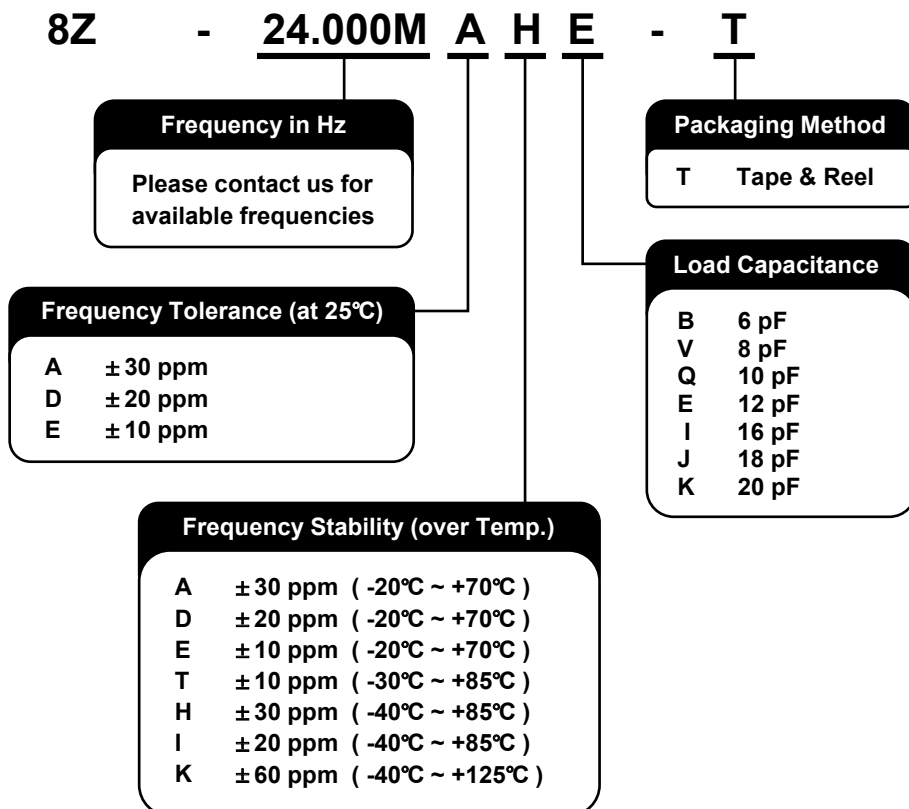 8Z - 24.000M A H E - T
Frequency in Hz
Please contact us for
available frequencies
Packaging Method
T Tape & Reel
Load Capacitance
B 6 pF
V 8 pF
Q 10 pF
E 12 pF
I 16 pF
J 18 pF
K 20 pF
Frequency Tolerance (at 25℃)
A ±30 ppm
D ±20 ppm
E ±10 ppm
Frequency Stability (over Temp.)
A ±30 ppm ( -20℃ ~ +70℃ )
D ±20 ppm ( -20℃ ~ +70℃ )
E ±10 ppm ( -20℃ ~ +70℃ )
T ±10 ppm ( -30℃ ~ +85℃ )
H ±30 ppm ( -40℃ ~ +85℃ )
I ±20 ppm ( -40℃ ~ +85℃ )
K ±60 ppm ( -40℃ ~ +125℃ )